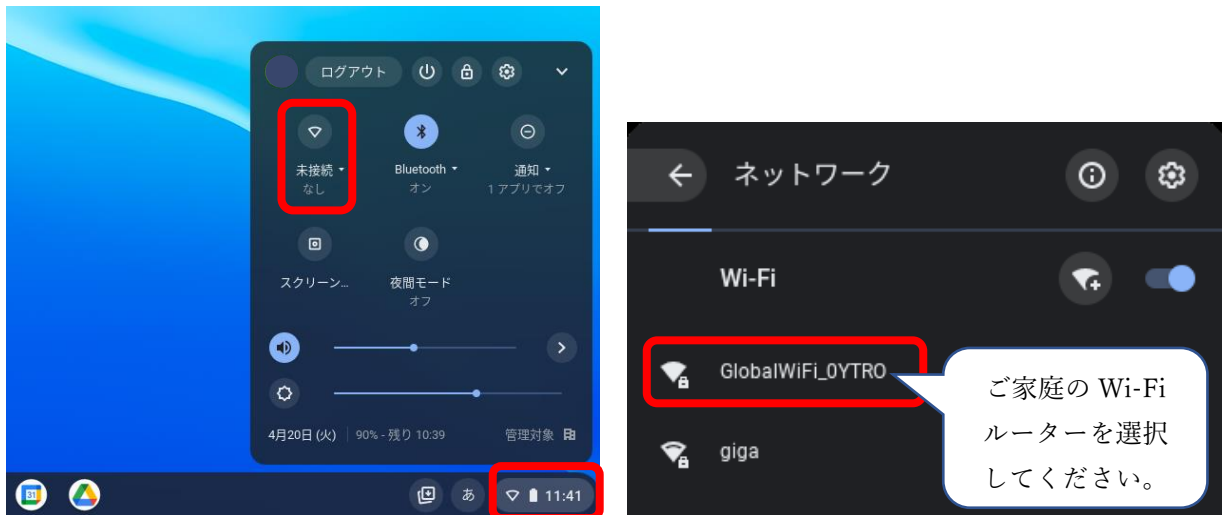 ログアウト
未接続
なし
Bluetooth
オン
通知
1 アプリでオフ
スクリーン...
夜間モード
オフ
4月20日 (火) 90% - 残り 10:39 管理対象
31
あ
11:41
ネットワーク
Wi-Fi
GlobalWiFi_0YTRO
giga
ご家庭の Wi-Fi
ルーターを選択
してください。